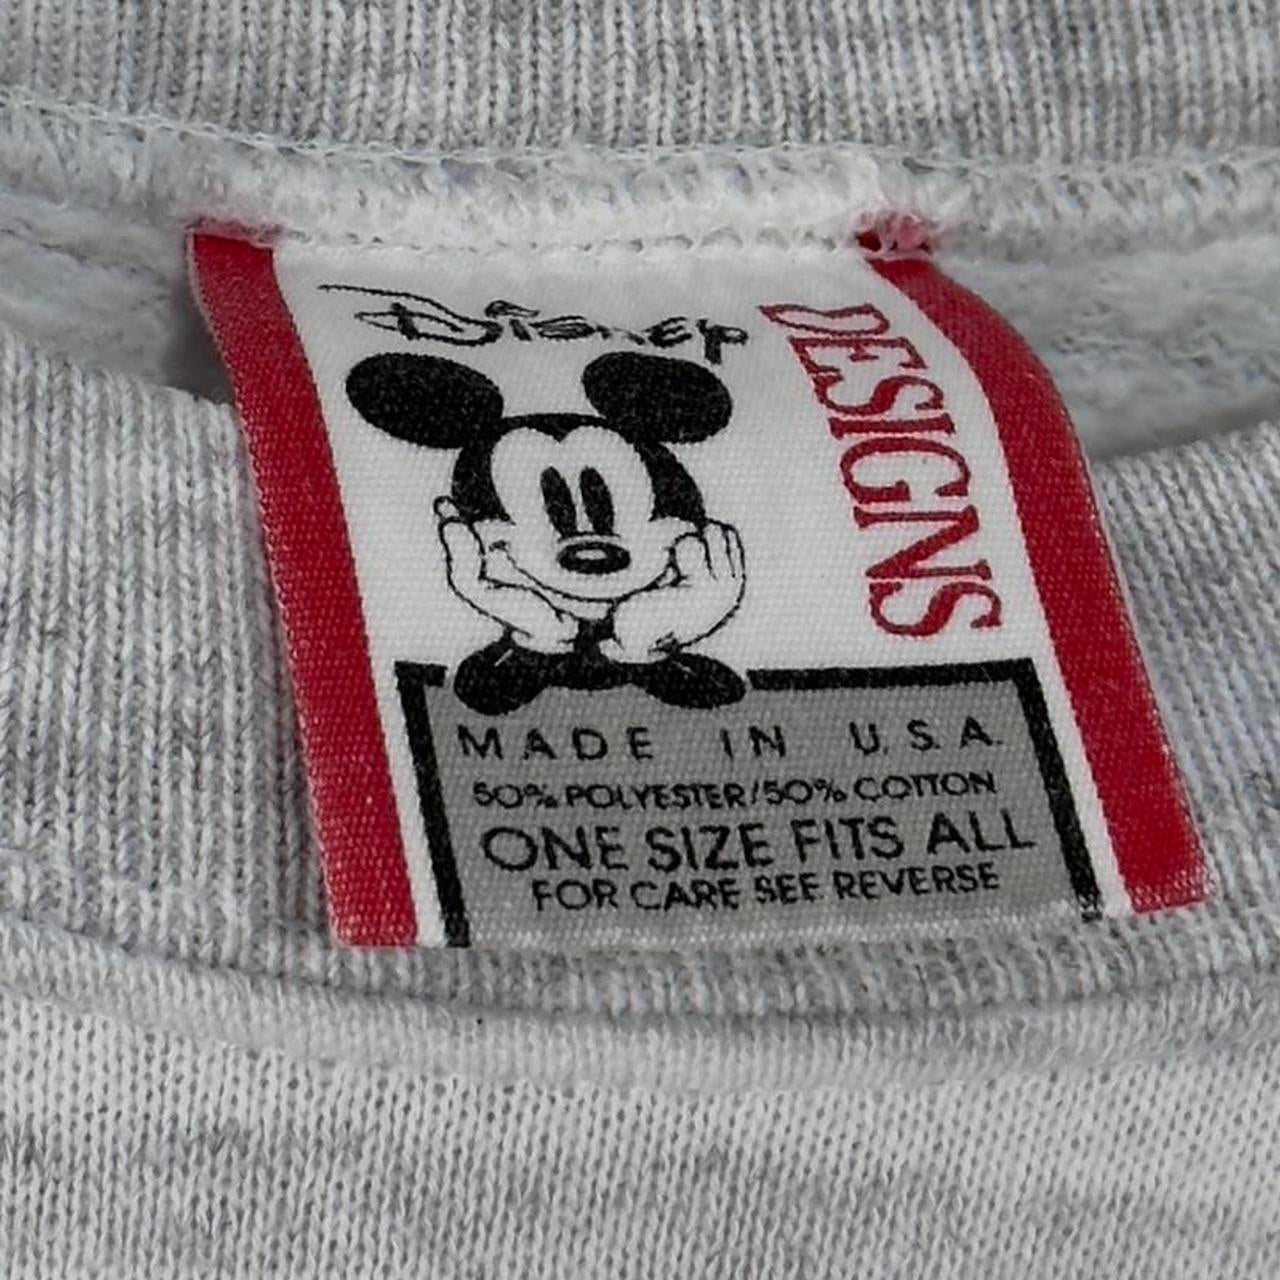 Disney
DESIGNS
MADE IN U.S.A.
50% POLYESTER/50% COTTON
ONE SIZE FITS ALL
FOR CARE SEE REVERSE